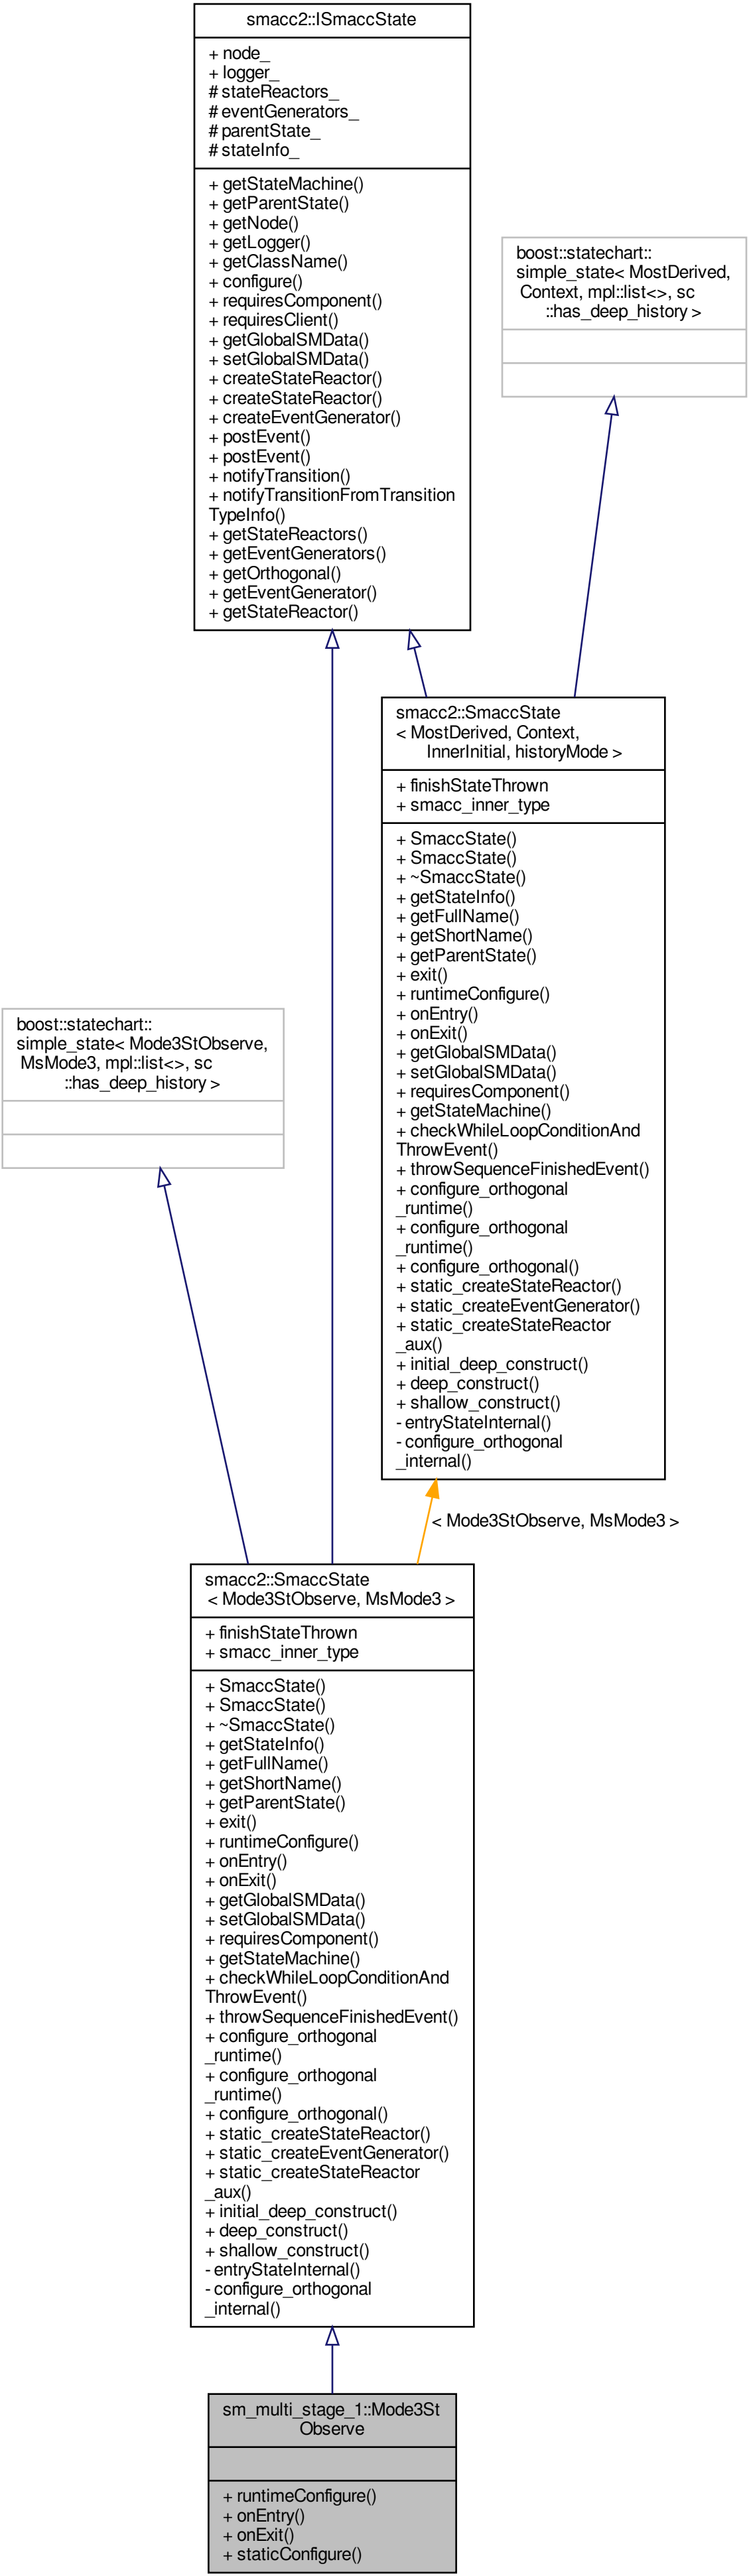 smacc2::ISmaccState
+ node_
+ logger_
# stateReactors_
# eventGenerators_
# parentState_
# stateInfo_
+ getStateMachine()
+ getParentState()
+ getNode()
+ getLogger()
+ getClassName()
+ configure()
+ requiresComponent()
+ requiresClient()
+ getGlobalSMData()
+ setGlobalSMData()
+ createStateReactor()
+ createStateReactor()
+ createEventGenerator()
+ postEvent()
+ postEvent()
+ notifyTransition()
+ notifyTransitionFromTransition
TypeInfo()
+ getStateReactors()
+ getEventGenerators()
+ getOrthogonal()
+ getEventGenerator()
+ getStateReactor()
boost::statechart::
simple_state< MostDerived,
Context, mpl::list<>, sc
::has_deep_history >
smacc2::SmaccState
< MostDerived, Context,
InnerInitial, historyMode >
+ finishStateThrown
+ smacc_inner_type
+ SmaccState()
+ SmaccState()
+ ~SmaccState()
+ getStateInfo()
+ getFullName()
+ getShortName()
+ getParentState()
+ exit()
+ runtimeConfigure()
+ onEntry()
+ onExit()
+ getGlobalSMData()
+ setGlobalSMData()
+ requiresComponent()
+ getStateMachine()
+ checkWhileLoopConditionAnd
ThrowEvent()
+ throwSequenceFinishedEvent()
+ configure_orthogonal
_runtime()
+ configure_orthogonal
_runtime()
+ configure_orthogonal()
+ static_createStateReactor()
+ static_createEventGenerator()
+ static_createStateReactor
_aux()
+ initial_deep_construct()
+ deep_construct()
+ shallow_construct()
- entryStateInternal()
- configure_orthogonal
_internal()
boost::statechart::
simple_state< Mode3StObserve,
MsMode3, mpl::list<>, sc
::has_deep_history >
< Mode3StObserve, MsMode3 >
smacc2::SmaccState
< Mode3StObserve, MsMode3 >
+ finishStateThrown
+ smacc_inner_type
+ SmaccState()
+ SmaccState()
+ ~SmaccState()
+ getStateInfo()
+ getFullName()
+ getShortName()
+ getParentState()
+ exit()
+ runtimeConfigure()
+ onEntry()
+ onExit()
+ getGlobalSMData()
+ setGlobalSMData()
+ requiresComponent()
+ getStateMachine()
+ checkWhileLoopConditionAnd
ThrowEvent()
+ throwSequenceFinishedEvent()
+ configure_orthogonal
_runtime()
+ configure_orthogonal
_runtime()
+ configure_orthogonal()
+ static_createStateReactor()
+ static_createEventGenerator()
+ static_createStateReactor
_aux()
+ initial_deep_construct()
+ deep_construct()
+ shallow_construct()
- entryStateInternal()
- configure_orthogonal
_internal()
sm_multi_stage_1::Mode3St
Observe
+ runtimeConfigure()
+ onEntry()
+ onExit()
+ staticConfigure()